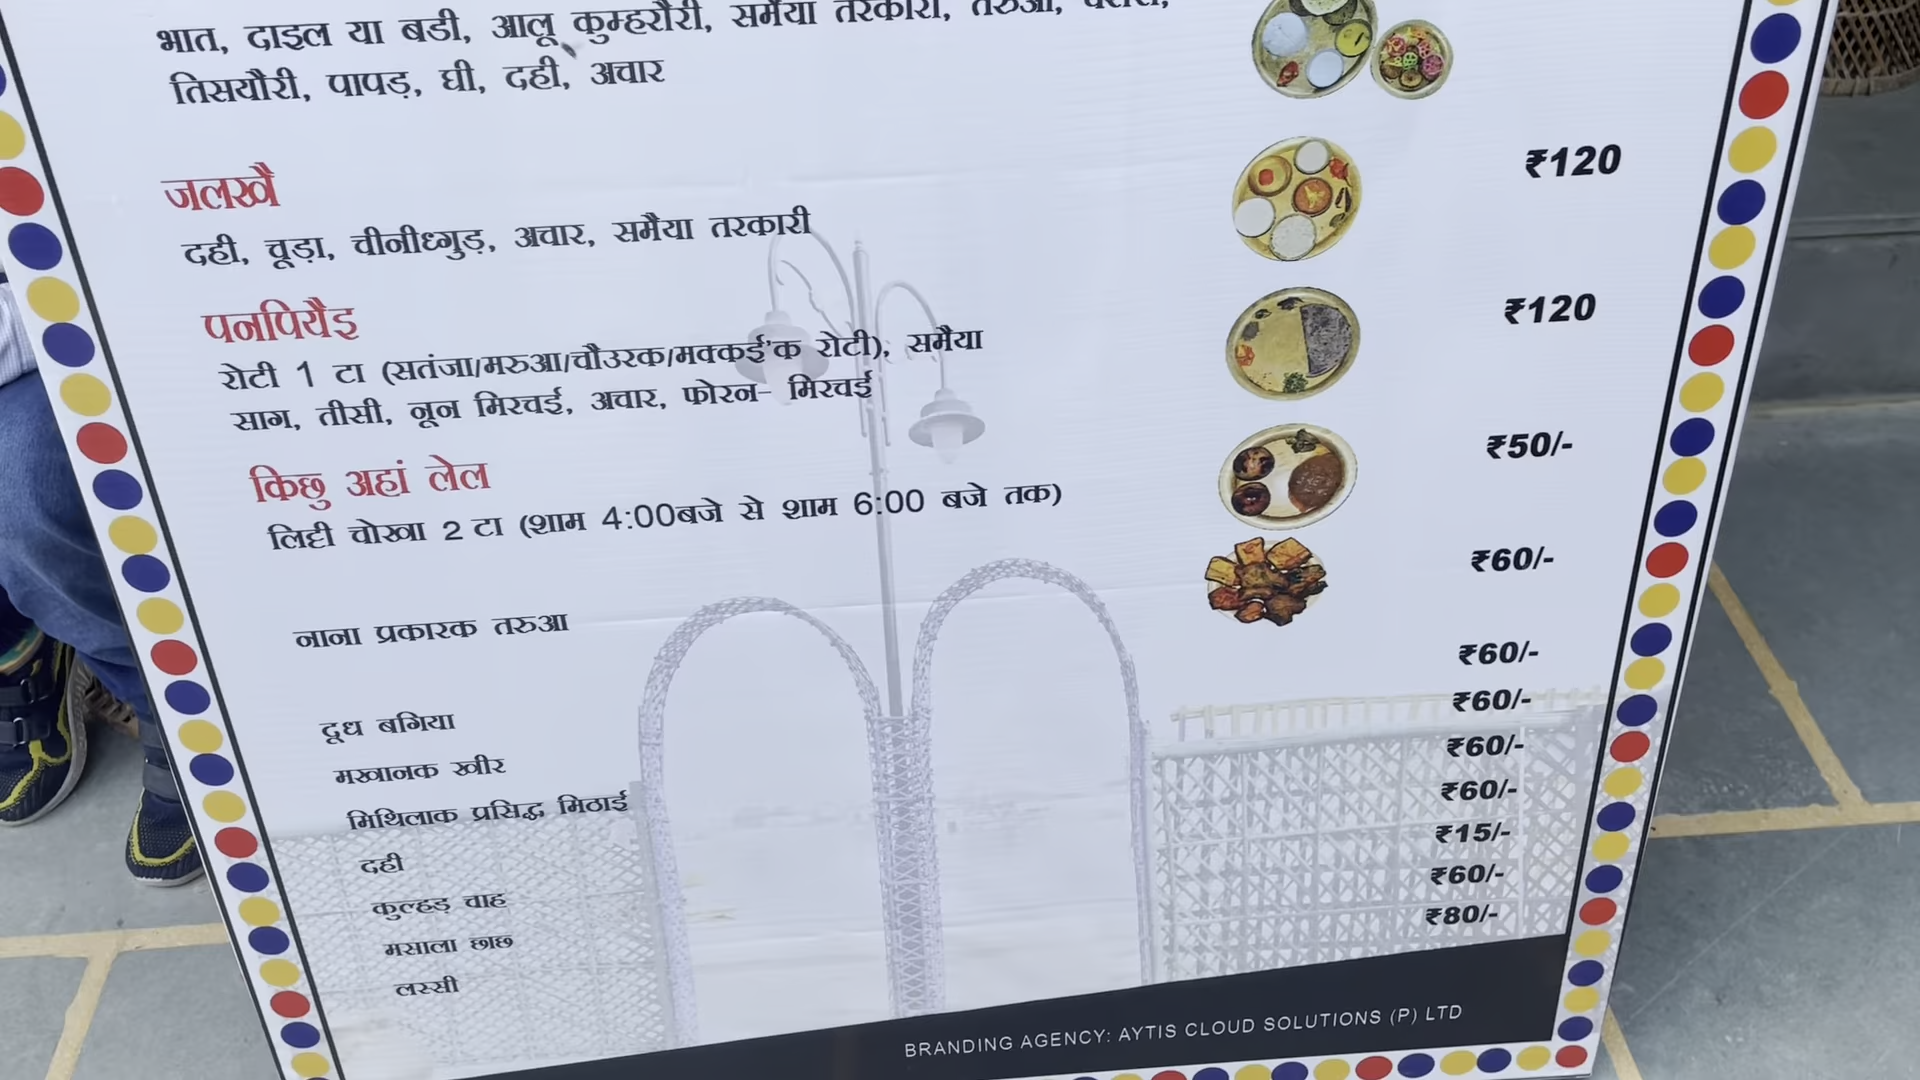 भात, दाइल या बडी, आलू कुम्हरौरी, समैया तरकारी, तरुआ,
तिसयौरी, पापड़, घी, दही, अचार
जलखै
दही, चूड़ा, चीनीध्गुड़, अचार, समैया तरकारी
₹120
पनपियैइ
रोटी 1 टा (सतंजा/मरुआ/चौउरक/मक्कई'क रोटी), समैया
साग, तीसी, नून मिरचई, अचार, फोरन- मिरचई
₹120
किछु अहां लेल
लिट्टी चोखा 2 टा (शाम 4:00बजे से शाम 6:00 बजे तक)
₹50/-
नाना प्रकारक तरुआ
₹60/-
दूध बगिया
₹60/-
मखानक खीर
₹60/-
मिथिलाक प्रसिद्ध मिठाई
₹60/-
दही
₹60/-
कुल्हड़ चाह
₹15/-
मसाला छाछ
₹60/-
लस्सी
₹80/-
BRANDING AGENCY: AYTIS CLOUD SOLUTIONS (P) LTD